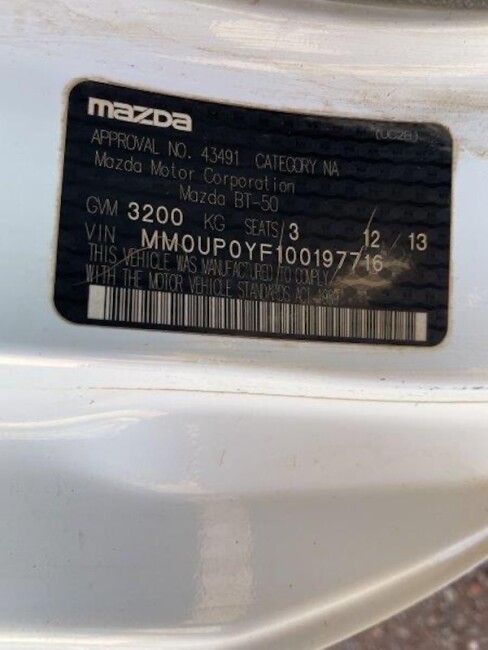 mazda
(UC2B)
APPROVAL NO. 43491 CATEGORY NA
Mazda Motor Corporation
Mazda BT-50
GVM 3200 KG SEATS 3 12 / 13
VIN MM0UP0YF100197716
THIS VEHICLE WAS MANUFACTURED TO COMPLY
WITH THE MOTOR VEHICLE STANDARDS ACT 1989